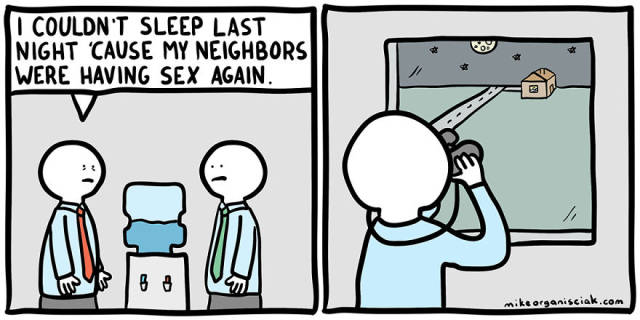 I COULDN'T SLEEP LAST
NIGHT 'CAUSE MY NEIGHBORS
WERE HAVING SEX AGAIN.
mikeorganisciak.com